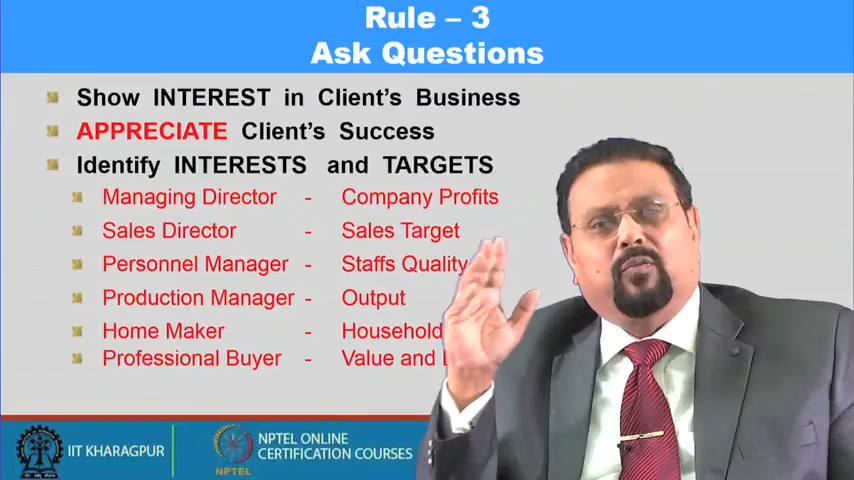 Rule – 3
Ask Questions
Show INTEREST in Client's Business
APPRECIATE Client's Success
Identify INTERESTS and TARGETS
Managing Director - Company Profits
Sales Director - Sales Target
Personnel Manager - Staffs Quality
Production Manager - Output
Home Maker - Household
Professional Buyer - Value and
IIT KHARAGPUR
NPTEL ONLINE
CERTIFICATION COURSES
NPTEL